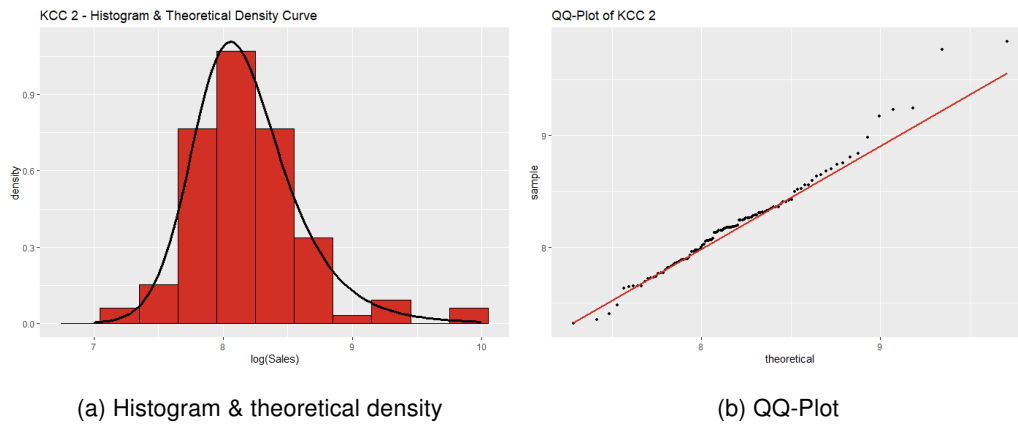 KCC 2 - Histogram & Theoretical Density Curve
0.9
0.6
0.3
0.0
density
7
8
9
10
log(Sales)
(a) Histogram & theoretical density
QQ-Plot of KCC 2
9
8
sample
8
9
theoretical
(b) QQ-Plot